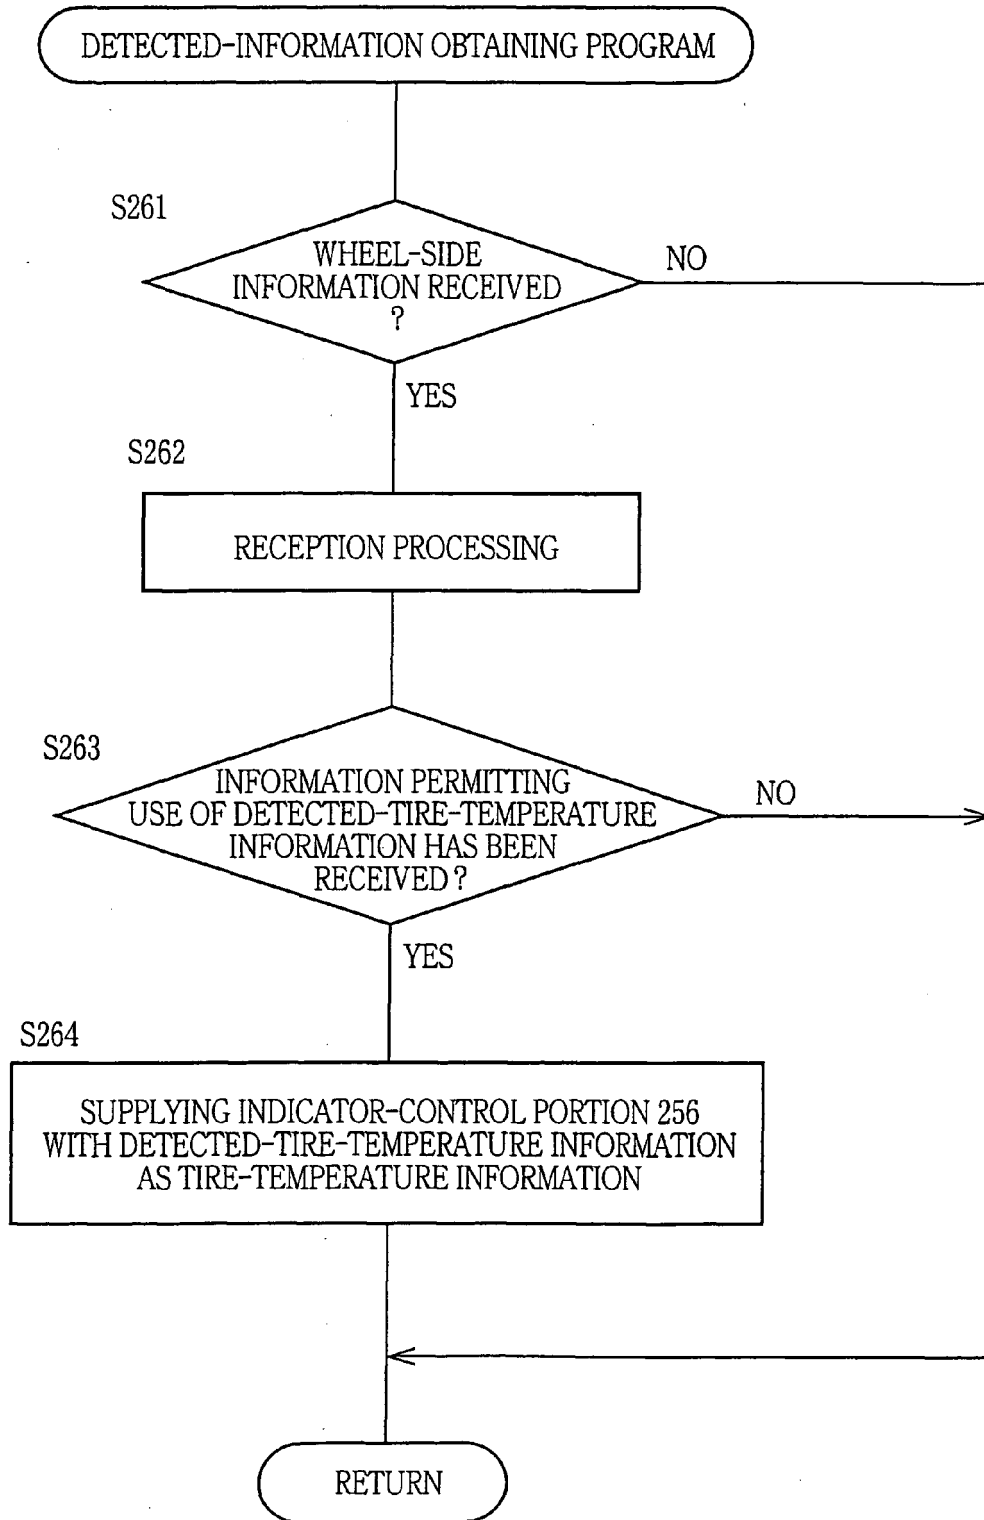 DETECTED-INFORMATION OBTAINING PROGRAM
S261
WHEEL-SIDE
INFORMATION RECEIVED
?
NO
YES
S262
RECEPTION PROCESSING
S263
INFORMATION PERMITTING
USE OF DETECTED-TIRE-TEMPERATURE
INFORMATION HAS BEEN
RECEIVED?
NO
YES
S264
SUPPLYING INDICATOR-CONTROL PORTION 256
WITH DETECTED-TIRE-TEMPERATURE INFORMATION
AS TIRE-TEMPERATURE INFORMATION
RETURN